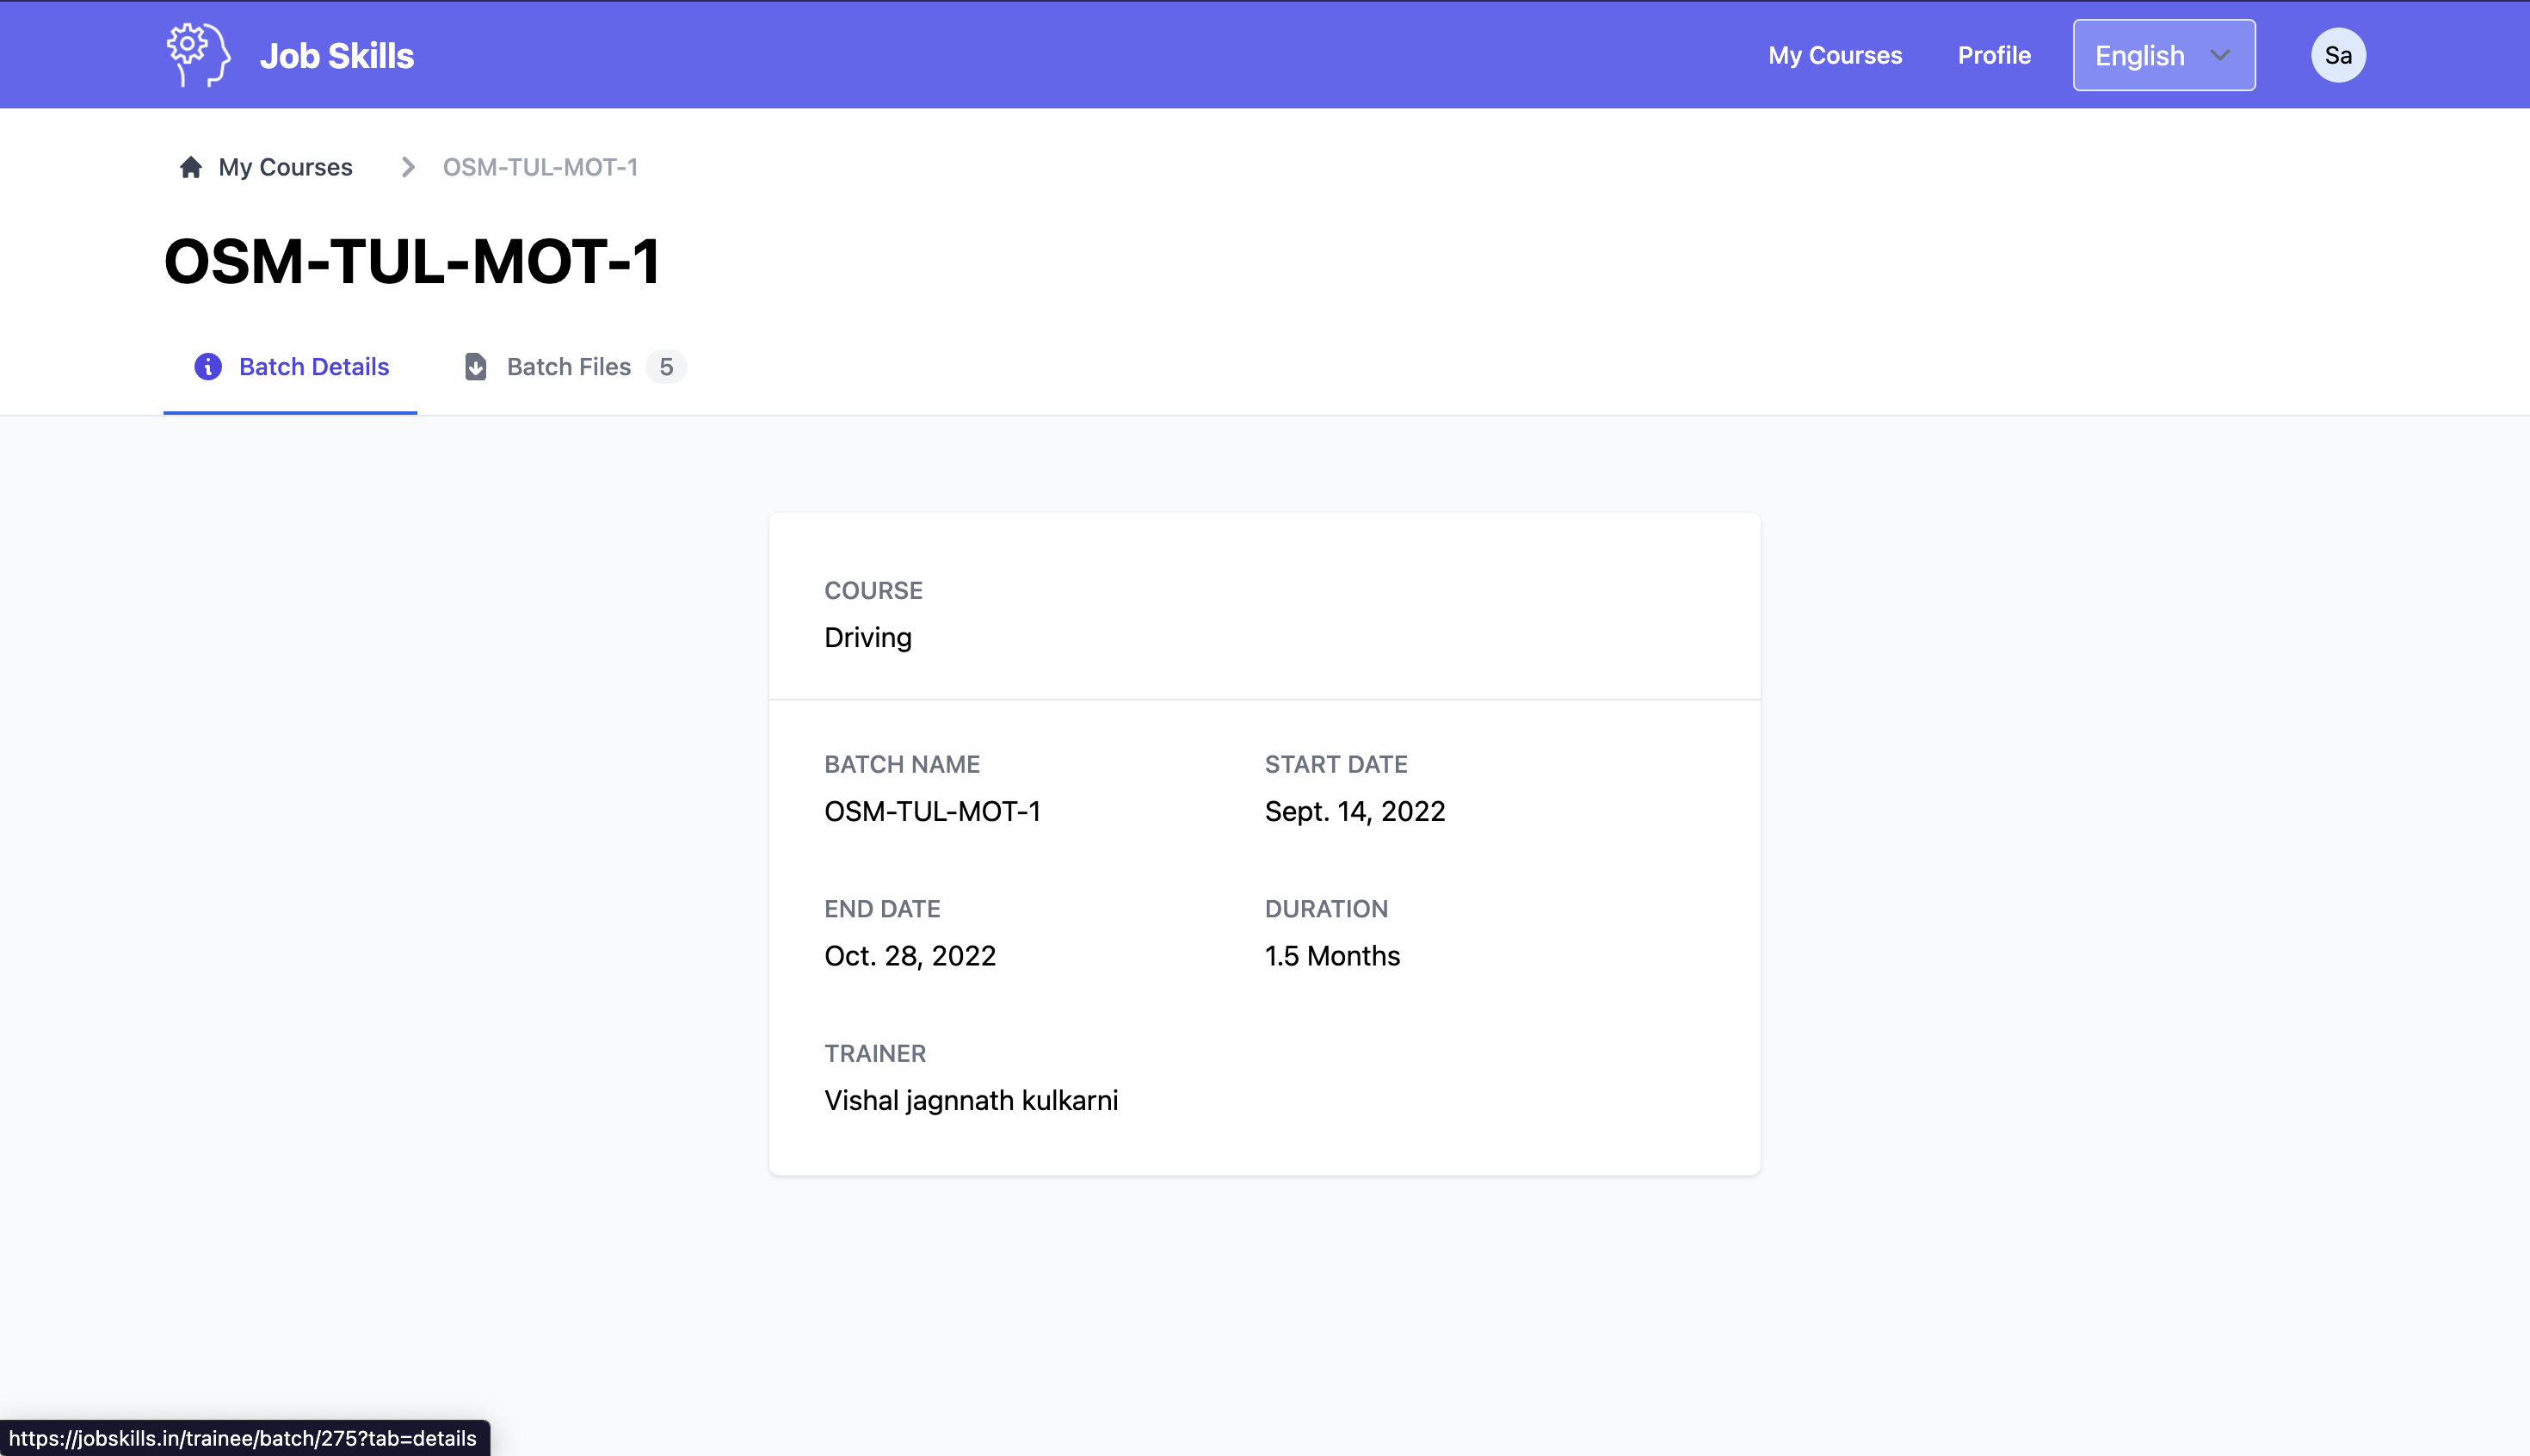 Job Skills
My Courses
Profile
English
Sa
My Courses
OSM-TUL-MOT-1
OSM-TUL-MOT-1
Batch Details
Batch Files 5
COURSE
Driving
BATCH NAME
OSM-TUL-MOT-1
START DATE
Sept. 14, 2022
END DATE
Oct. 28, 2022
DURATION
1.5 Months
TRAINER
Vishal jagnnath kulkarni
https://jobskills.in/trainee/batch/275?tab=details